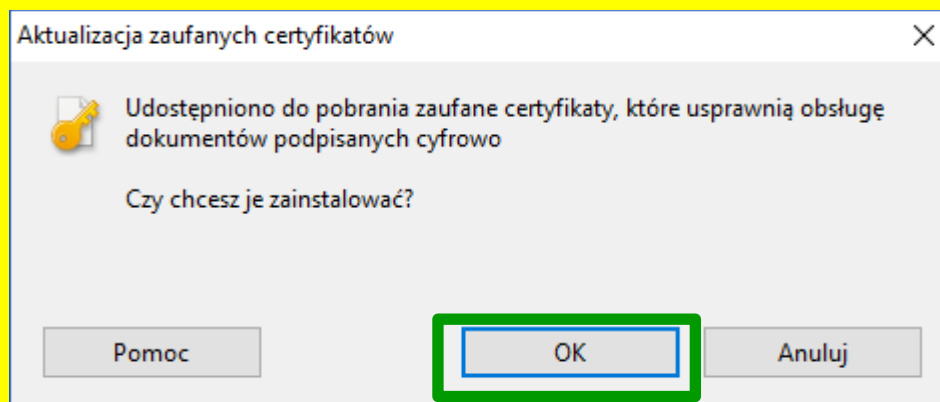 Aktualizacja zaufanych certyfikatów
Udostępniono do pobrania zaufane certyfikaty, które usprawnią obsługę
dokumentów podpisanych cyfrowo
Czy chcesz je zainstalować?
Pomoc
OK
Anuluj